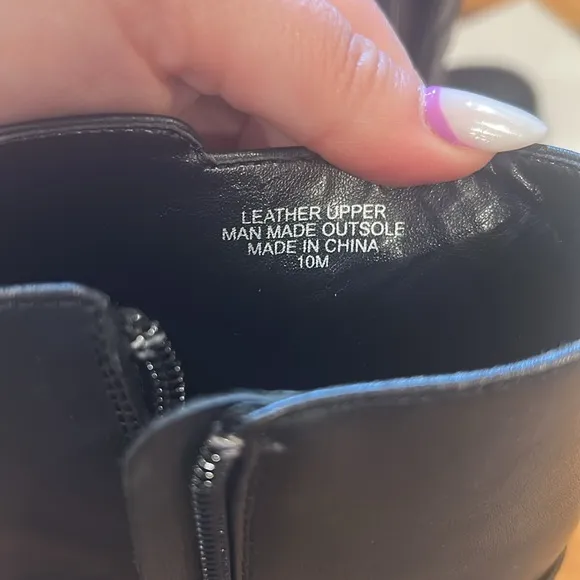 LEATHER UPPER
MAN MADE OUTSOLE
MADE IN CHINA
10M